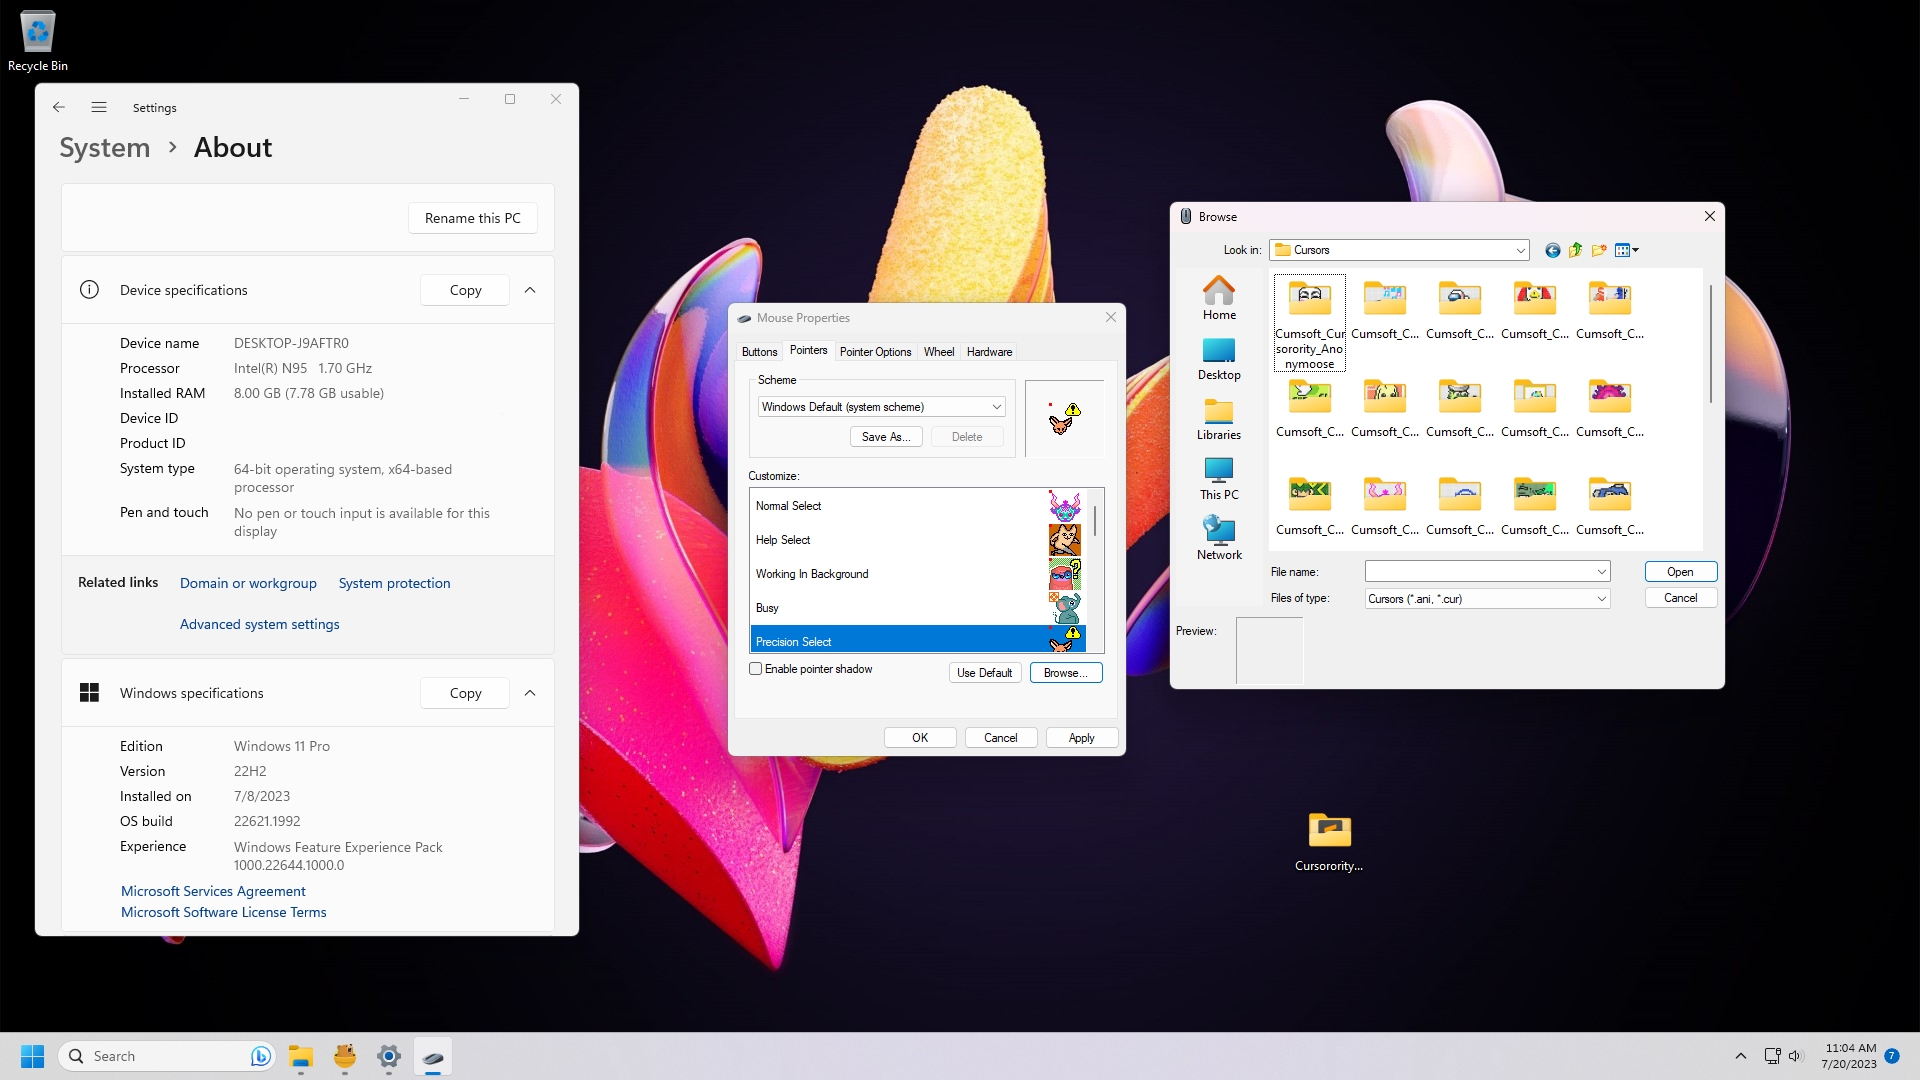 Recycle Bin
Settings
System > About
Rename this PC
Device specifications
Copy
Device name DESKTOP-J9AFTR0
Processor Intel(R) N95 1.70 GHz
Installed RAM 8.00 GB (7.78 GB usable)
Device ID
Product ID
System type 64-bit operating system, x64-based
processor
Pen and touch No pen or touch input is available for this
display
Related links Domain or workgroup System protection
Advanced system settings
Windows specifications
Copy
Edition Windows 11 Pro
Version 22H2
Installed on 7/8/2023
OS build 22621.1992
Experience Windows Feature Experience Pack
1000.22644.1000.0
Microsoft Services Agreement
Microsoft Software License Terms
Mouse Properties
Buttons Pointers Pointer Options Wheel Hardware
Scheme
Windows Default (system scheme)
Save As... Delete
Customize:
Normal Select
Help Select
Working In Background
Busy
Precision Select
Enable pointer shadow
Use Default Browse...
OK Cancel Apply
Browse
Look in: Cursors
Home
Desktop
Libraries
This PC
Network
Cumsoft_Cur
sorority_Ano
nymoose
Cumsoft_C... Cumsoft_C... Cumsoft_C... Cumsoft_C...
Cumsoft_C... Cumsoft_C... Cumsoft_C... Cumsoft_C... Cumsoft_C...
Cumsoft_C... Cumsoft_C... Cumsoft_C... Cumsoft_C... Cumsoft_C...
File name:
Open
Files of type: Cursors (*.ani, *.cur)
Cancel
Preview:
Cursorority...
Search
11:04 AM
7/20/2023
7